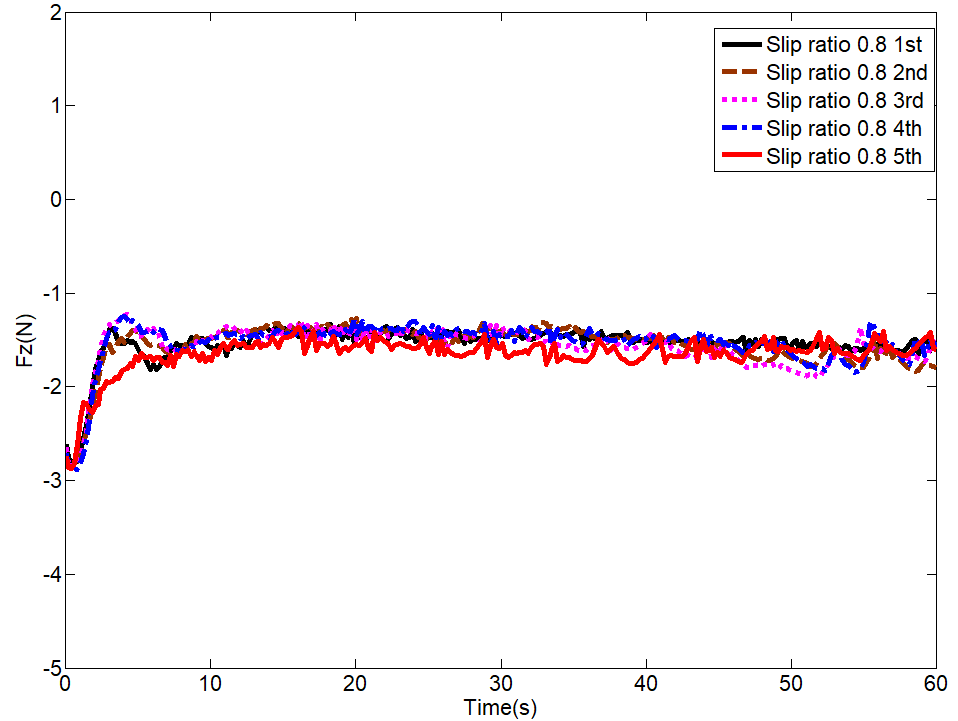 2
1
0
-1
-2
-3
-4
-5
Fz(N)
Slip ratio 0.8 1st
Slip ratio 0.8 2nd
Slip ratio 0.8 3rd
Slip ratio 0.8 4th
Slip ratio 0.8 5th
0 10 20 30 40 50 60
Time(s)